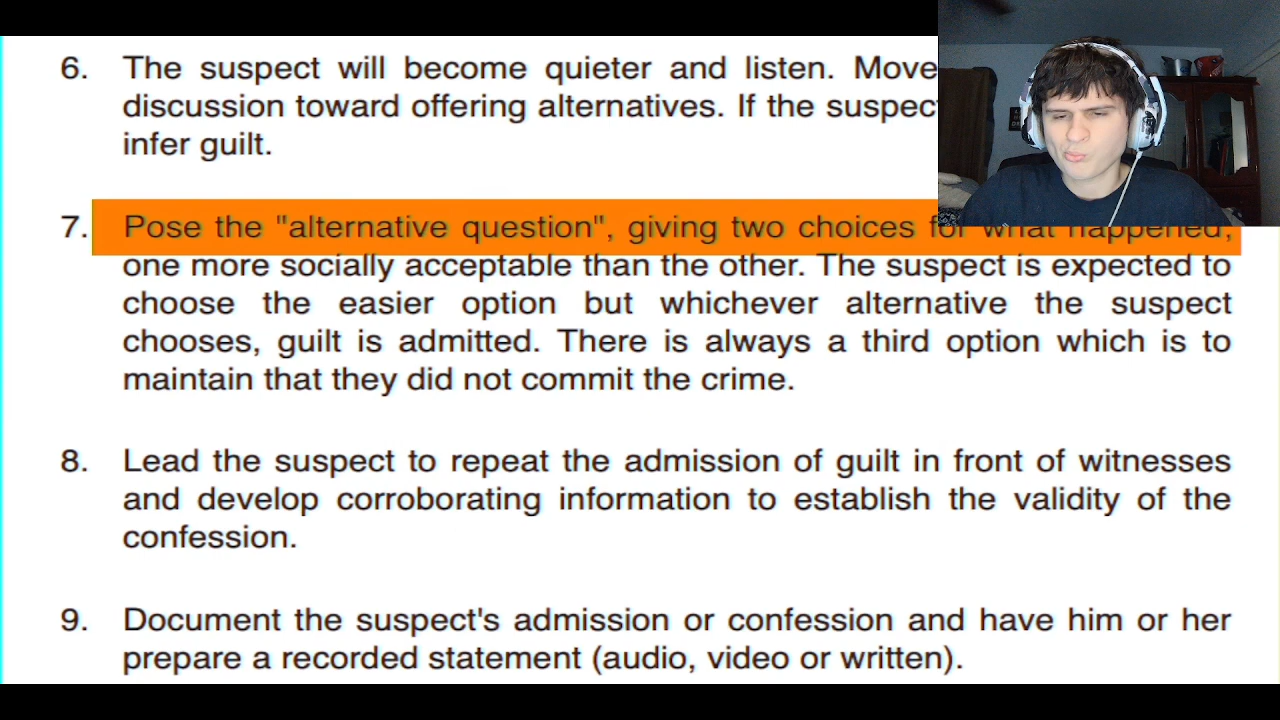 6. The suspect will become quieter and listen. Move
discussion toward offering alternatives. If the suspect
infer guilt.
7. Pose the "alternative question", giving two choices for what happened;
one more socially acceptable than the other. The suspect is expected to
choose the easier option but whichever alternative the suspect
chooses, guilt is admitted. There is always a third option which is to
maintain that they did not commit the crime.
8. Lead the suspect to repeat the admission of guilt in front of witnesses
and develop corroborating information to establish the validity of the
confession.
9. Document the suspect's admission or confession and have him or her
prepare a recorded statement (audio, video or written).